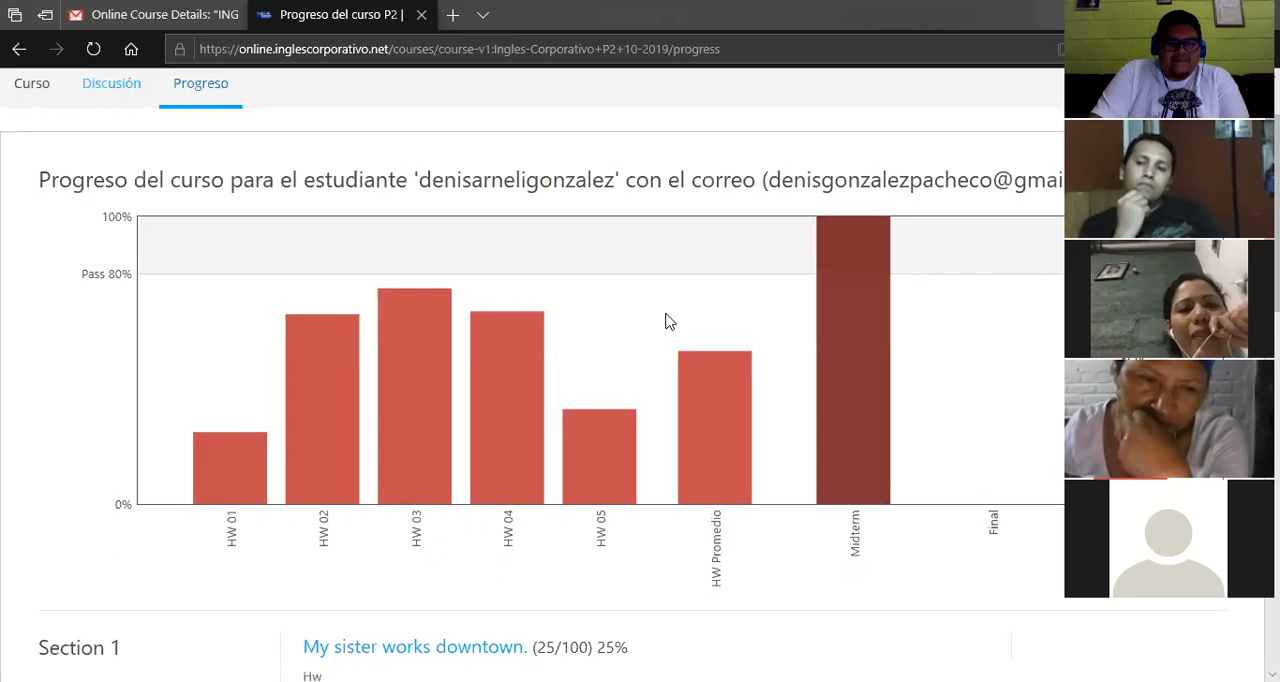 Online Course Details: "ING
Progreso del curso P2 |
https://online.inglescorporativo.net/courses/course-v1:Ingles-Corporativo+P2+10-2019/progress
Curso
Discusión
Progreso
Progreso del curso para el estudiante 'denisarneligonzalez' con el correo (denisgonzalezpacheco@gmai
100%
Pass 80%
0%
HW 01
HW 02
HW 03
HW 04
HW 05
HW Promedio
Midterm
Final
Section 1
My sister works downtown. (25/100) 25%
Hw